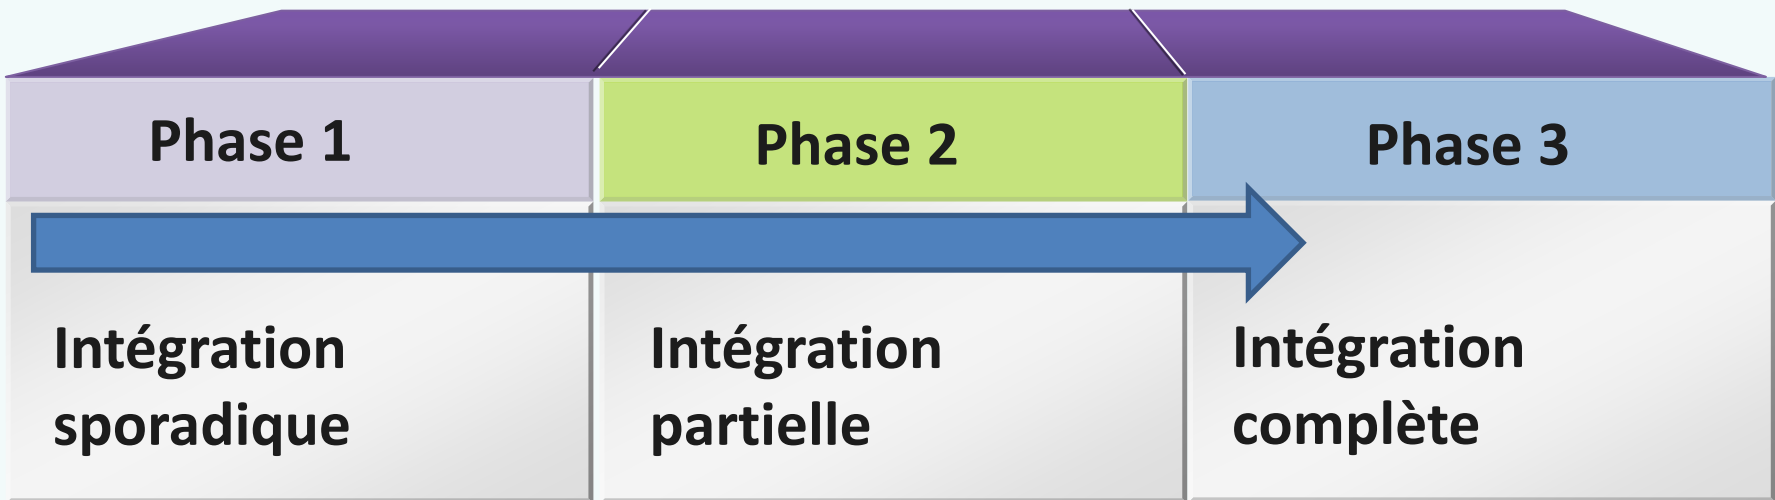 Phase 1
Phase 2
Phase 3
Intégration
sporadique
Intégration
partielle
Intégration
complète